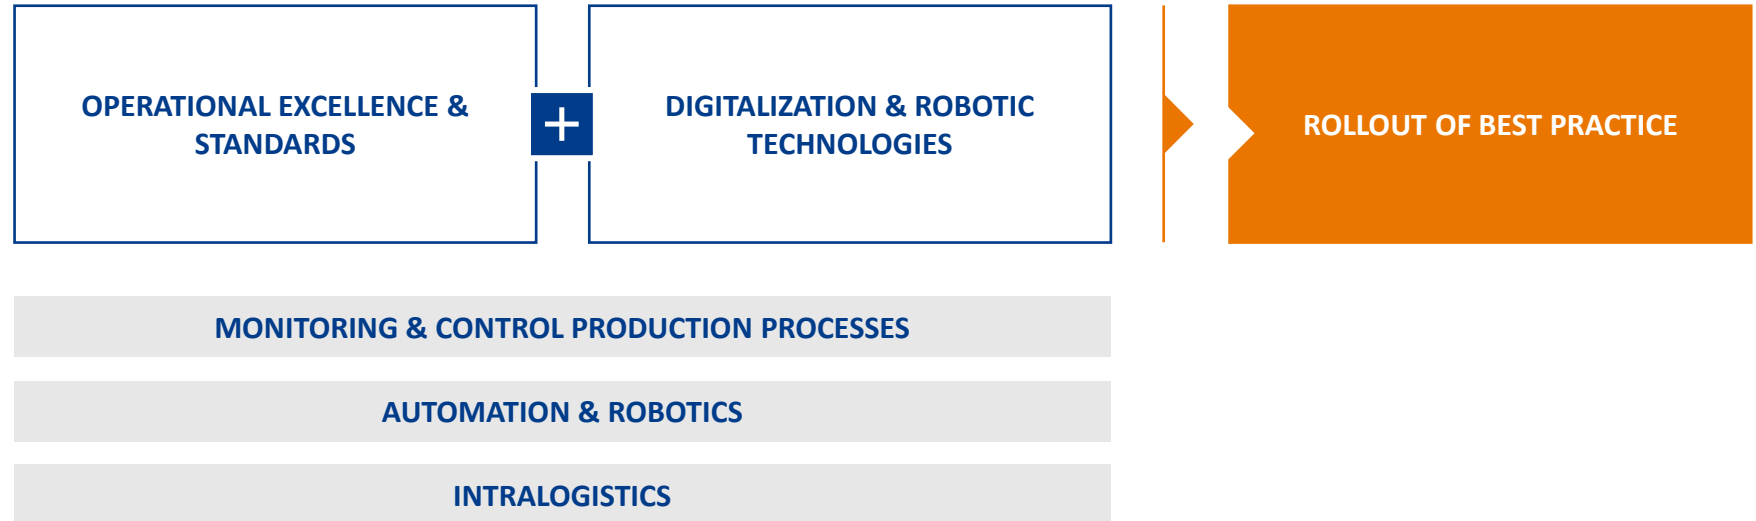 OPERATIONAL EXCELLENCE &
STANDARDS
+
DIGITALIZATION & ROBOTIC
TECHNOLOGIES
ROLLOUT OF BEST PRACTICE
MONITORING & CONTROL PRODUCTION PROCESSES
AUTOMATION & ROBOTICS
INTRALOGISTICS